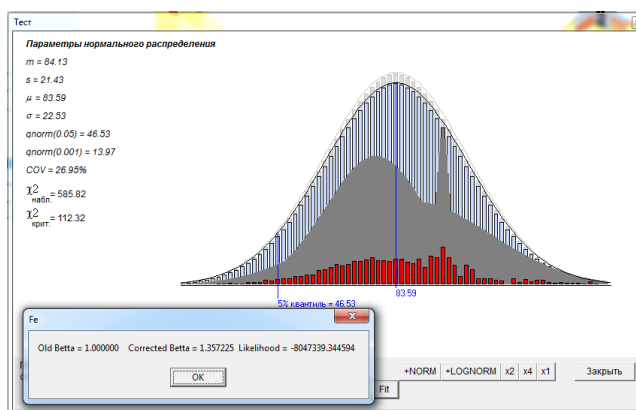 Тест
Параметры нормального распределения
m = 84.13
s = 21.43
μ = 83.59
σ = 22.53
qnorm(0.05) = 46.53
qnorm(0.001) = 13.97
COV = 26.95%
χ2 набл. = 585.82
χ2 крит. = 112.32
83.59
5% квантиль = 46.53
Fe
Old Betta = 1.000000 Corrected Betta = 1.357225 Likelihood = -8047339.344594
OK
+NORM +LOGNORM x2 x4 x1 Закрыть
Fit